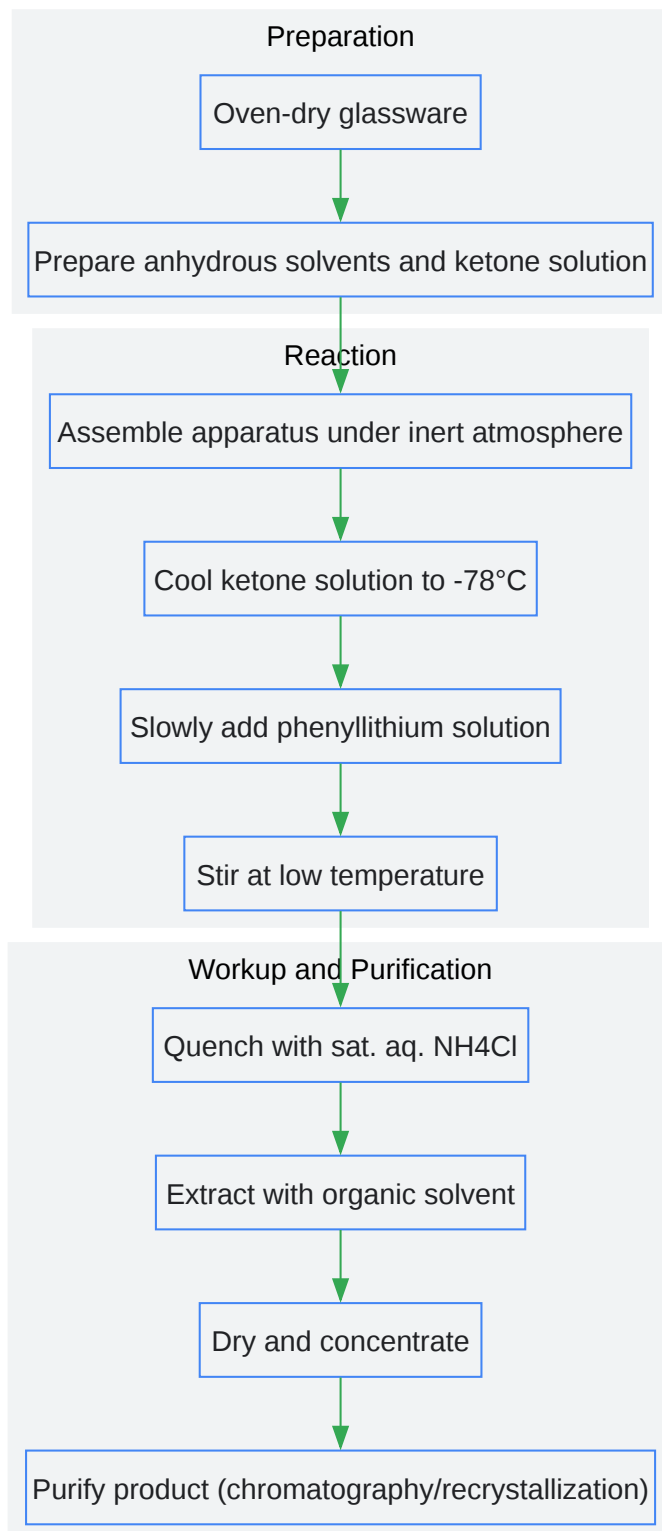 Preparation
Oven-dry glassware
Prepare anhydrous solvents and ketone solution
Reaction
Assemble apparatus under inert atmosphere
Cool ketone solution to -78°C
Slowly add phenyllithium solution
Stir at low temperature
Workup and Purification
Quench with sat. aq. NH4Cl
Extract with organic solvent
Dry and concentrate
Purify product (chromatography/recrystallization)